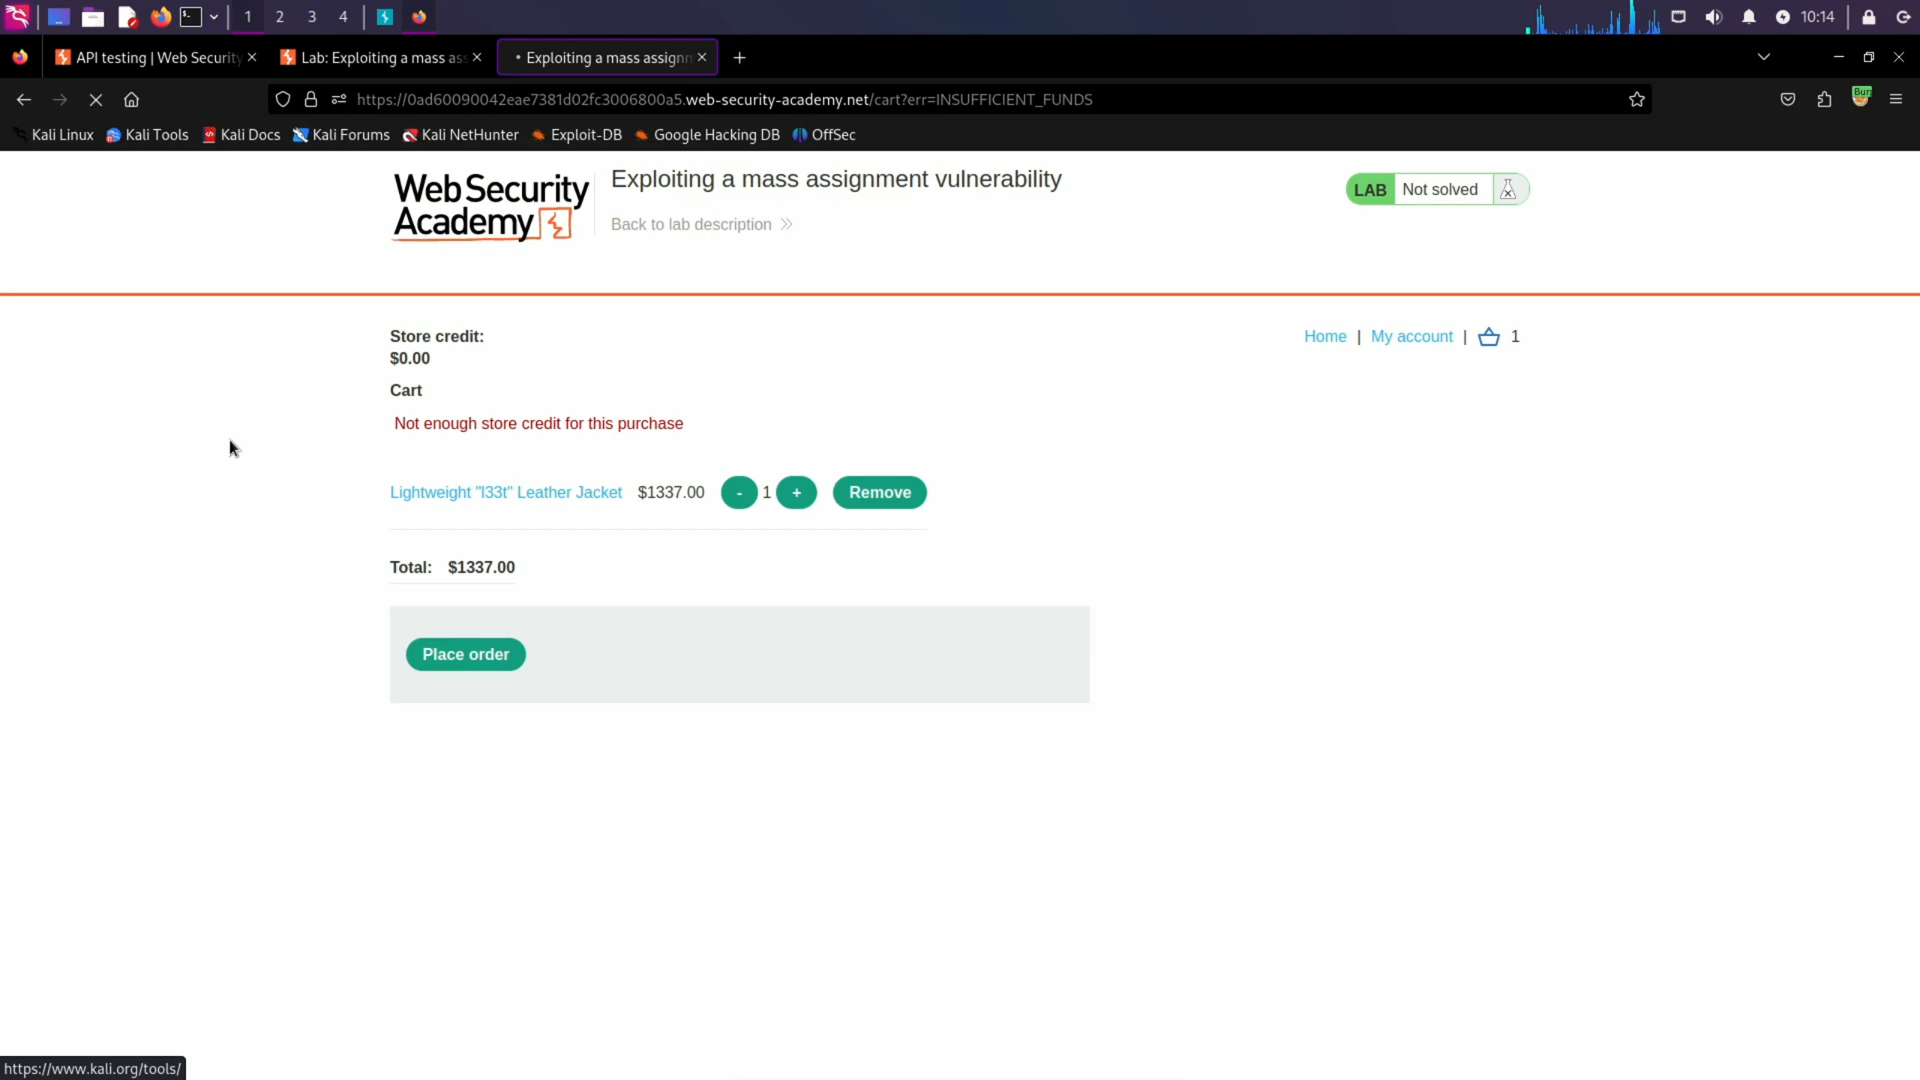 1 2 3 4 10:14
API testing | Web Security
Lab: Exploiting a mass ass
Exploiting a mass assignm
https://0ad60090042eae7381d02fc3006800a5.web-security-academy.net/cart?err=INSUFFICIENT_FUNDS
Kali Linux Kali Tools Kali Docs Kali Forums Kali NetHunter Exploit-DB Google Hacking DB OffSec
WebSecurity
Academy
Exploiting a mass assignment vulnerability
Back to lab description
LAB Not solved
Store credit:
$0.00
Home | My account | 1
Cart
Not enough store credit for this purchase
Lightweight "l33t" Leather Jacket $1337.00 - 1 + Remove
Total: $1337.00
Place order
https://www.kali.org/tools/